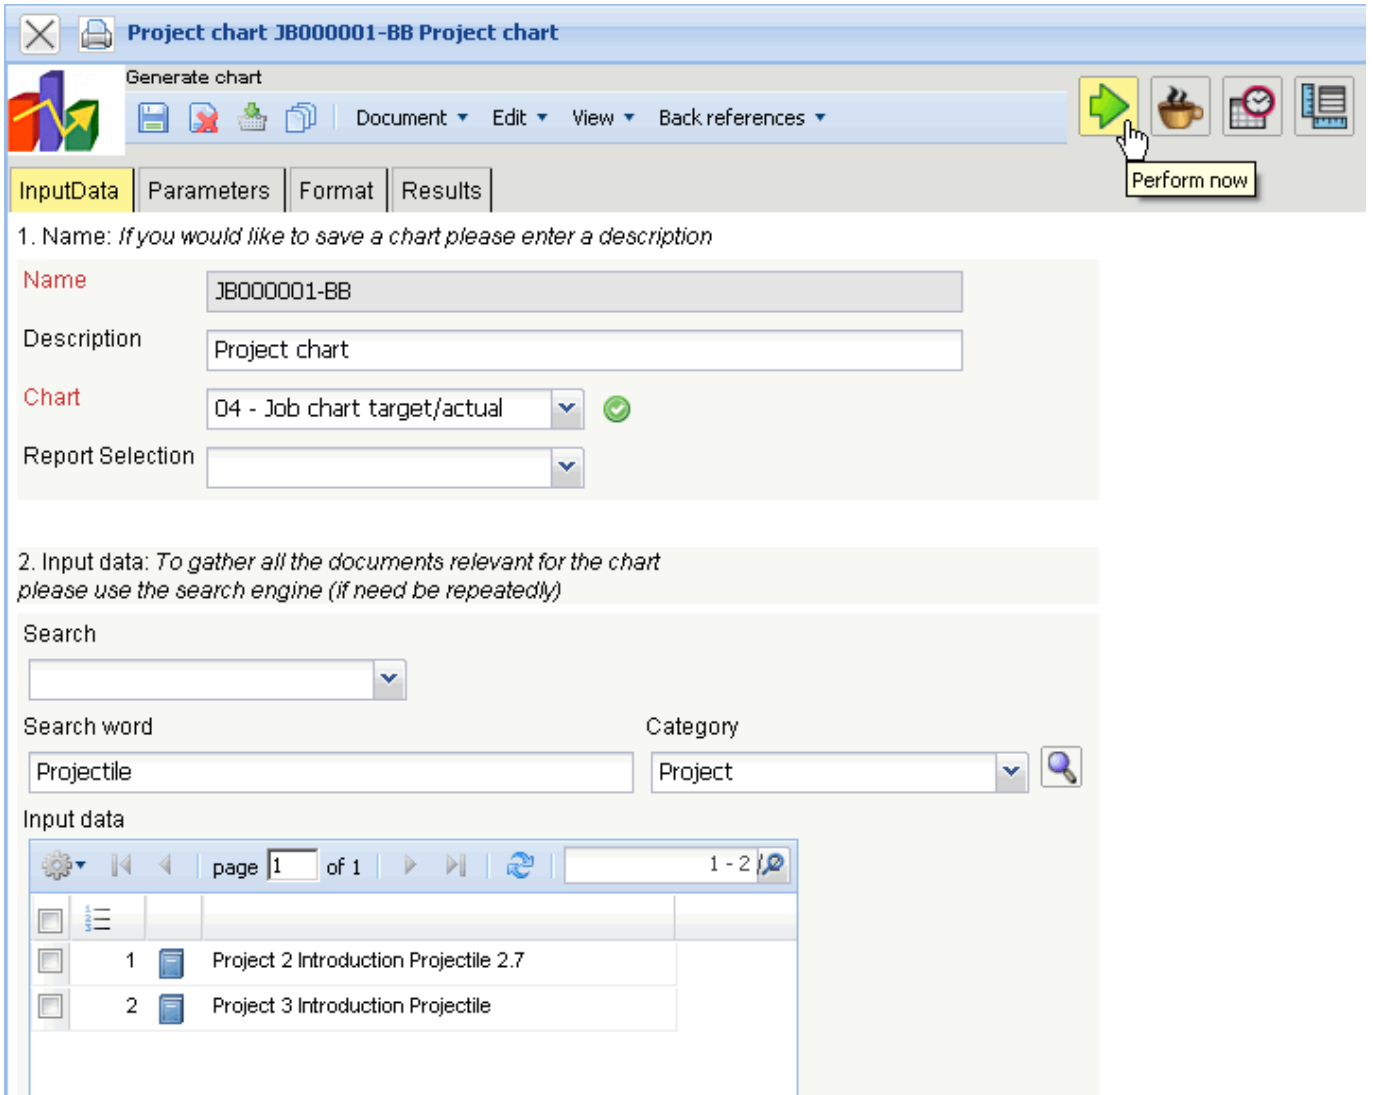 Project chart JB000001-BB Project chart
Generate chart
Document Edit View Back references
Perform now
InputData Parameters Format Results
1. Name: If you would like to save a chart please enter a description
Name JB000001-BB
Description Project chart
Chart 04 - Job chart target/actual
Report Selection
2. Input data: To gather all the documents relevant for the chart
please use the search engine (if need be repeatedly)
Search
Search word Category
Projectile Project
Input data
page 1 of 1 1 - 2 /
1 Project 2 Introduction Projectile 2.7
2 Project 3 Introduction Projectile